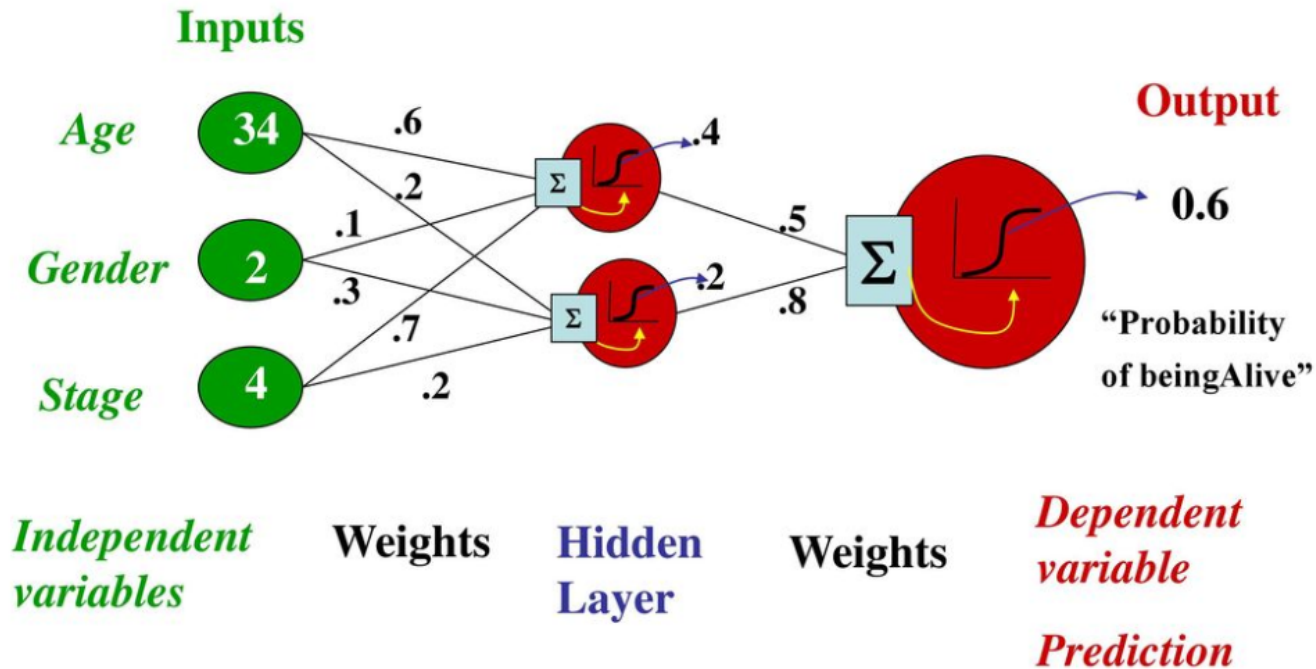 Inputs
Output
Age
34
.6
.4
.2
Σ
.5
0.6
Gender
2
.1
.3
Σ
.2
Σ
.8
“Probability
of beingAlive”
Stage
4
.7
.2
Independent
variables
Weights
Hidden
Layer
Weights
Dependent
variable
Prediction